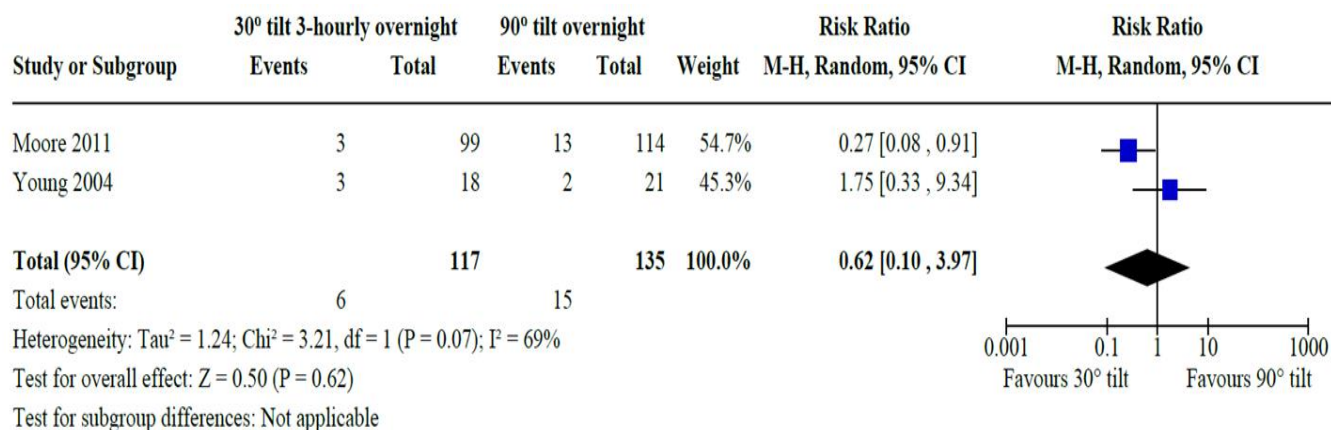 30º tilt 3-hourly overnight 90º tilt overnight Risk Ratio Risk Ratio
Study or Subgroup Events Total Events Total Weight M-H, Random, 95% CI M-H, Random, 95% CI
Moore 2011 3 99 13 114 54.7% 0.27 [0.08 , 0.91]
Young 2004 3 18 2 21 45.3% 1.75 [0.33 , 9.34]
Total (95% CI) 117 135 100.0% 0.62 [0.10 , 3.97]
Total events: 6 15
Heterogeneity: Tau² = 1.24; Chi² = 3.21, df = 1 (P = 0.07); I² = 69%
0.001 0.1 1 10 1000
Test for overall effect: Z = 0.50 (P = 0.62)
Favours 30° tilt Favours 90° tilt
Test for subgroup differences: Not applicable